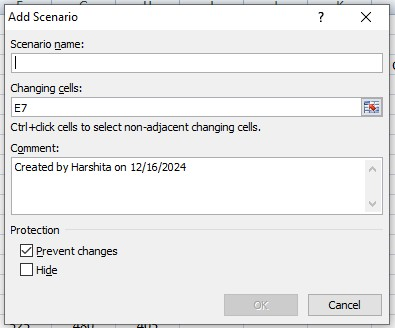 Add Scenario ? ×
Scenario name:
Changing cells:
E7
Ctrl+click cells to select non-adjacent changing cells.
Comment:
Created by Harshita on 12/16/2024
Protection
Prevent changes
Hide
OK Cancel